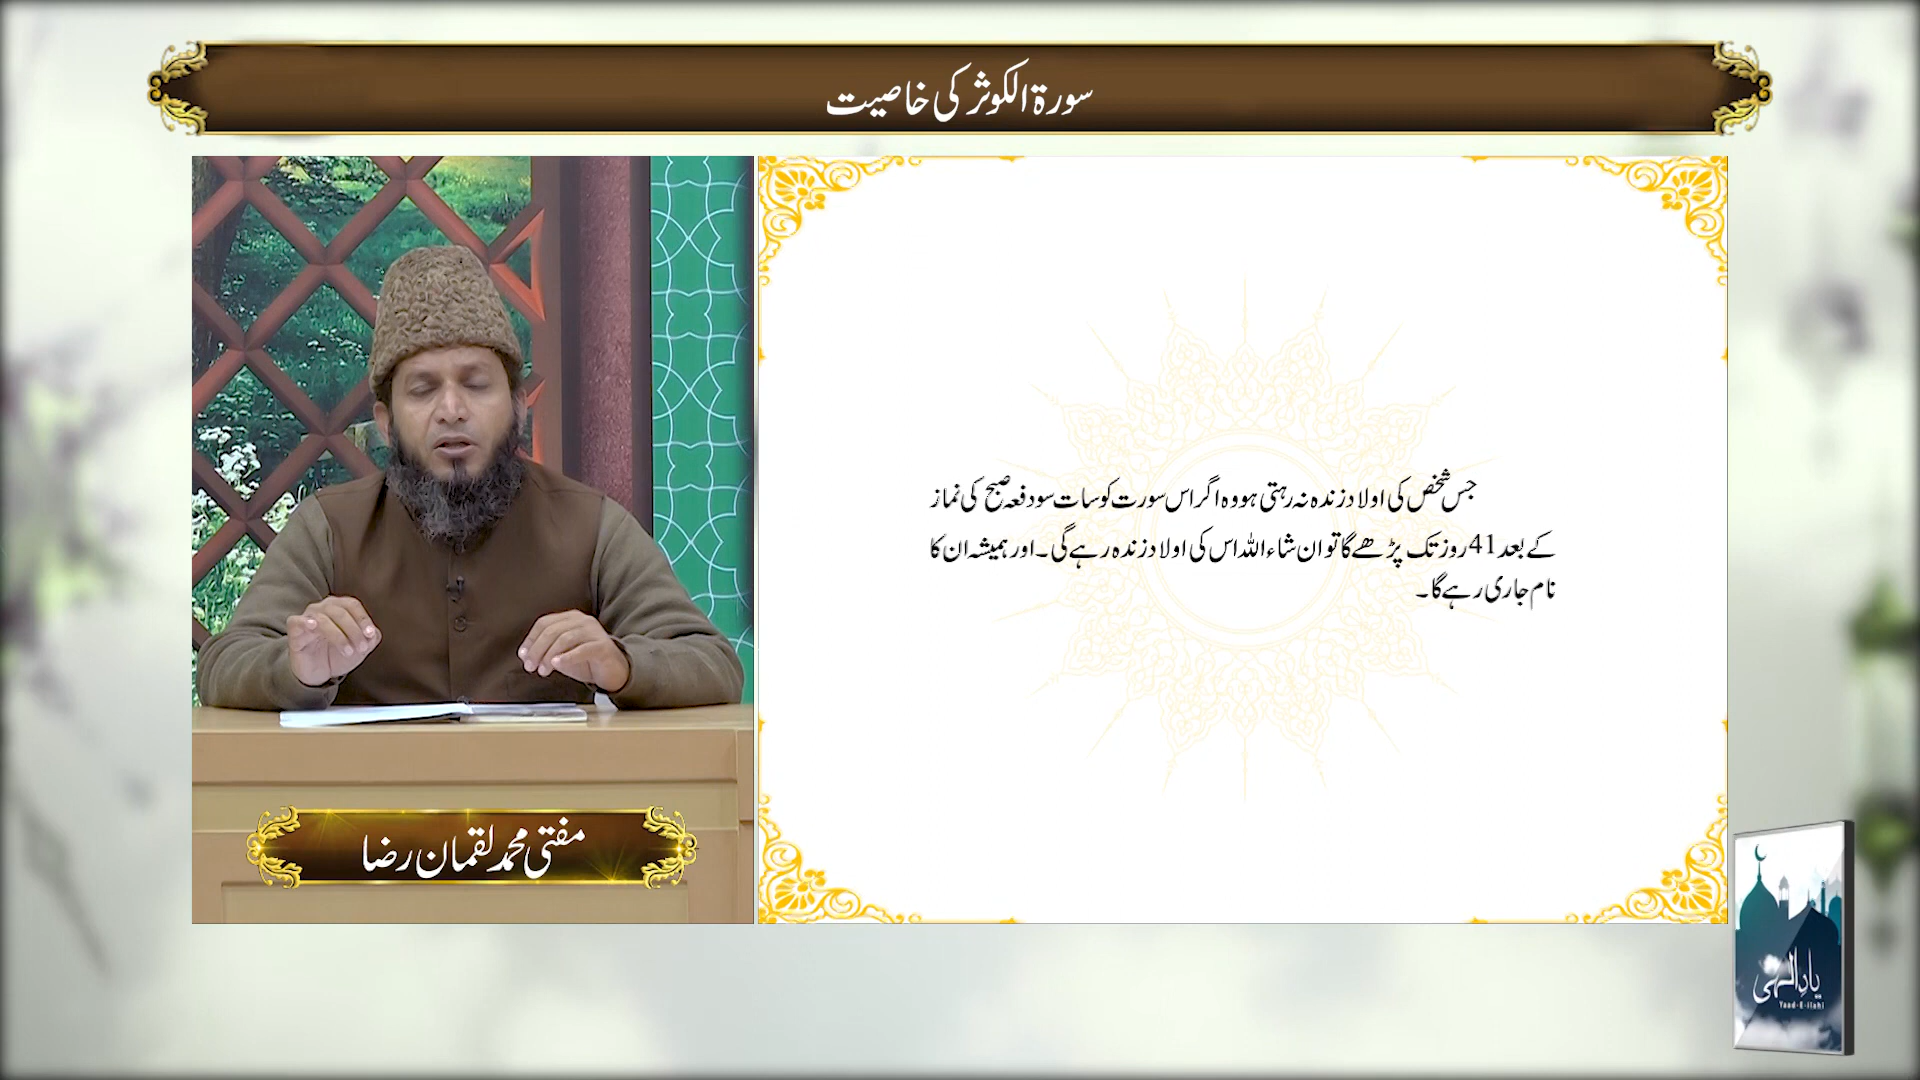 سورۃ الکوثر کی خاصیت
جس شخص کی اولاد زندہ نہ رہتی ہو وہ اگر اس سورت کو سات سو دفعہ صبح کی نماز
کے بعد 41 روز تک پڑھے گا تو ان شاء اللہ اس کی اولاد زندہ رہے گی۔ اور ہمیشہ ان کا
نام جاری رہے گا۔
مفتی محمد لقمان رضا
یادِ الٰہی
Yaad-E-Ilahi